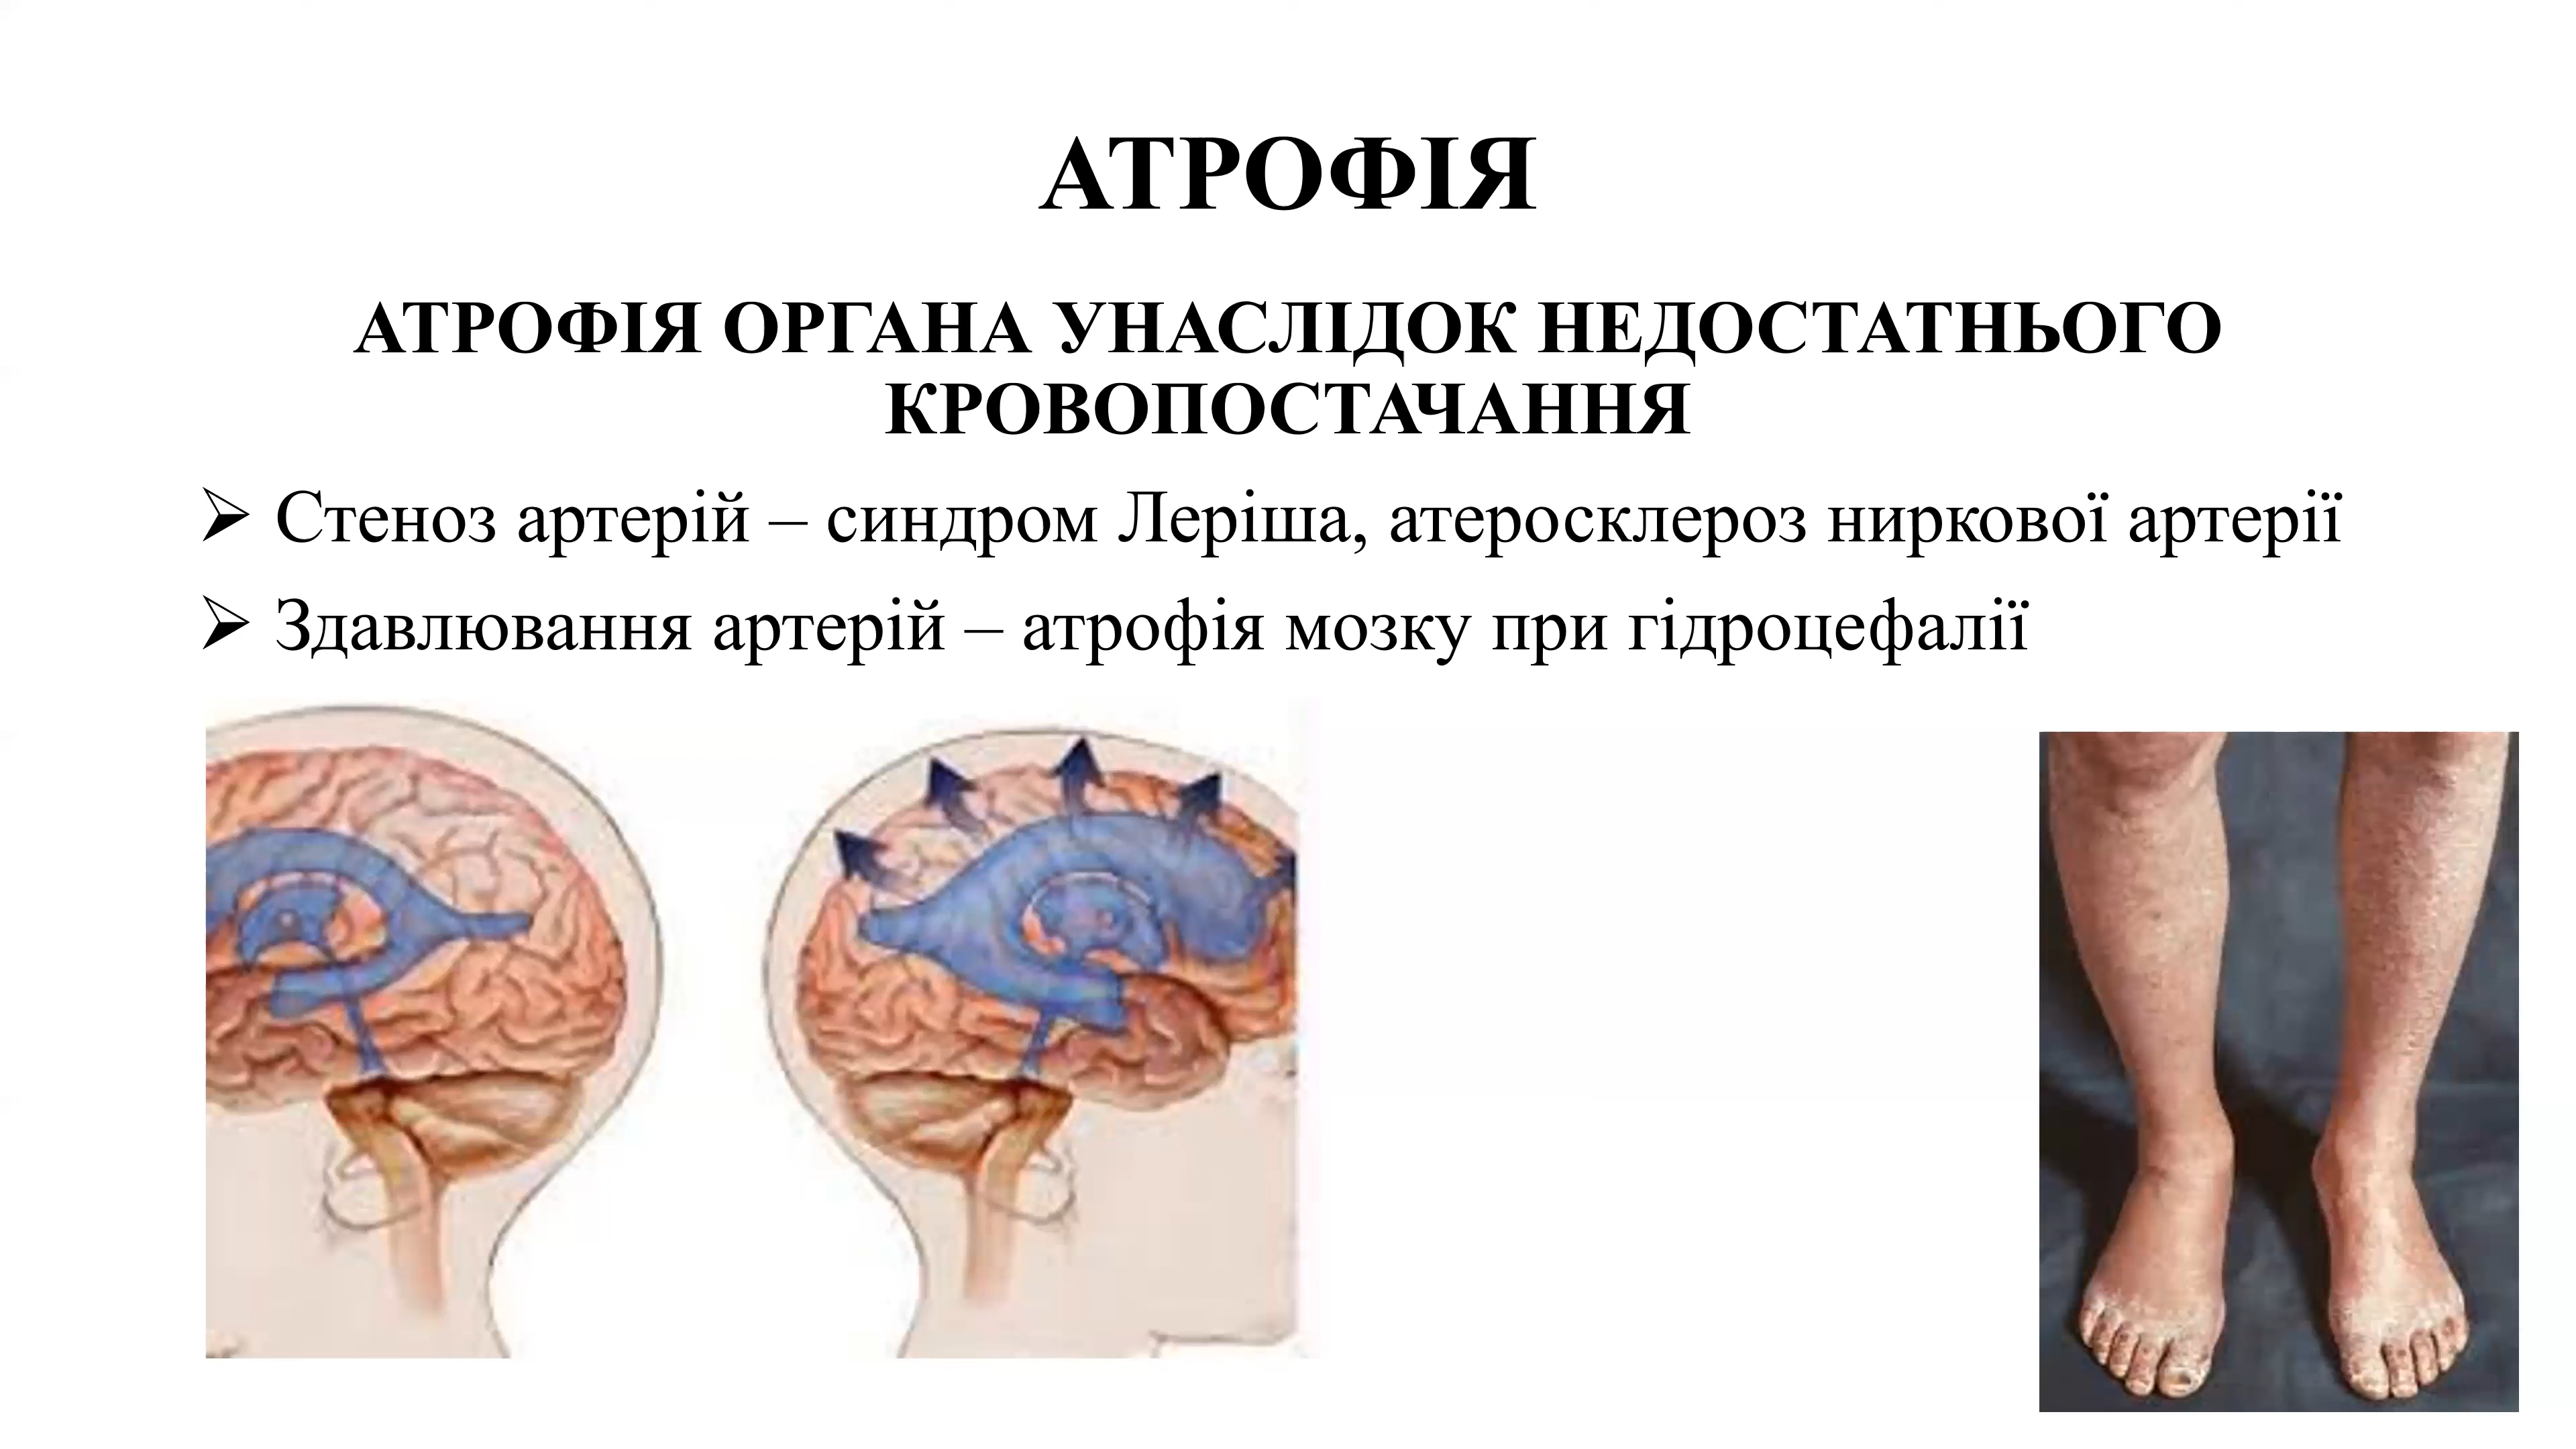 АТРОФІЯ
АТРОФІЯ ОРГАНА УНАСЛІДОК НЕДОСТАТНЬОГО
КРОВОПОСТАЧАННЯ
➢ Стеноз артерій – синдром Леріша, атеросклероз ниркової артерії
➢ Здавлювання артерій – атрофія мозку при гідроцефалії